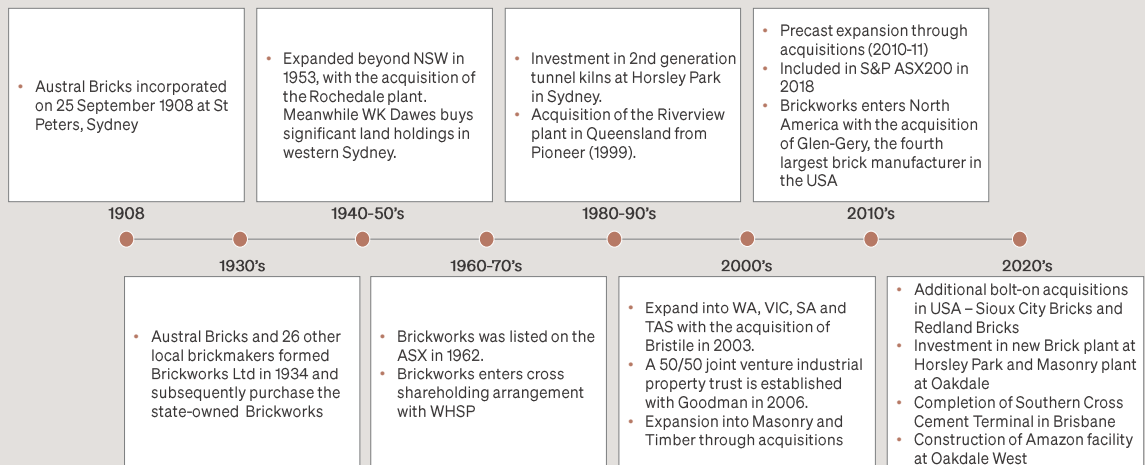 • Austral Bricks incorporated
on 25 September 1908 at St
Peters, Sydney
1908
• Austral Bricks and 26 other
local brickmakers formed
Brickworks Ltd in 1934 and
subsequently purchase the
state-owned Brickworks
1930’s
• Expanded beyond NSW in
1953, with the acquisition of
the Rochedale plant.
Meanwhile WK Dawes buys
significant land holdings in
western Sydney.
1940-50’s
• Brickworks was listed on the
ASX in 1962.
• Brickworks enters cross
shareholding arrangement
with WHSP
1960-70’s
• Investment in 2nd generation
tunnel kilns at Horsley Park
in Sydney.
• Acquisition of the Riverview
plant in Queensland from
Pioneer (1999).
1980-90’s
• Expand into WA, VIC, SA and
TAS with the acquisition of
Bristile in 2003.
• A 50/50 joint venture industrial
property trust is established
with Goodman in 2006.
• Expansion into Masonry and
Timber through acquisitions
2000’s
• Precast expansion through
acquisitions (2010-11)
• Included in S&P ASX200 in
2018
• Brickworks enters North
America with the acquisition
of Glen-Gery, the fourth
largest brick manufacturer in
the USA
2010’s
• Additional bolt-on acquisitions
in USA – Sioux City Bricks and
Redland Bricks
• Investment in new Brick plant at
Horsley Park and Masonry plant
at Oakdale
• Completion of Southern Cross
Cement Terminal in Brisbane
• Construction of Amazon facility
at Oakdale West
2020’s